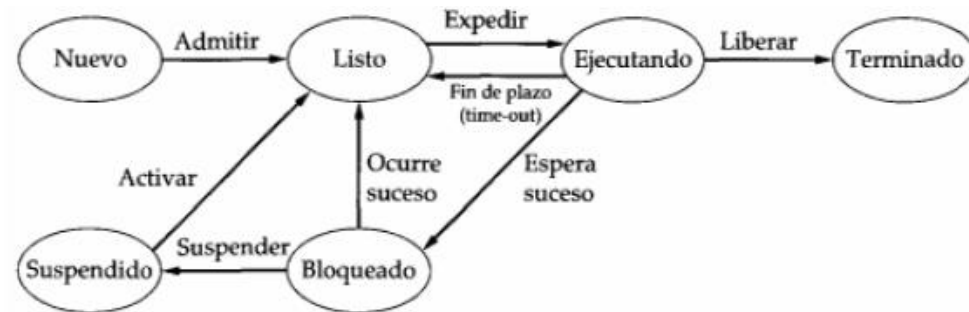 Expedir
Admitir
Liberar
Nuevo
Listo
Ejecutando
Terminado
Fin de plazo
(time-out)
Activar
Ocurre
suceso
Espera
suceso
Suspender
Suspendido
Bloqueado